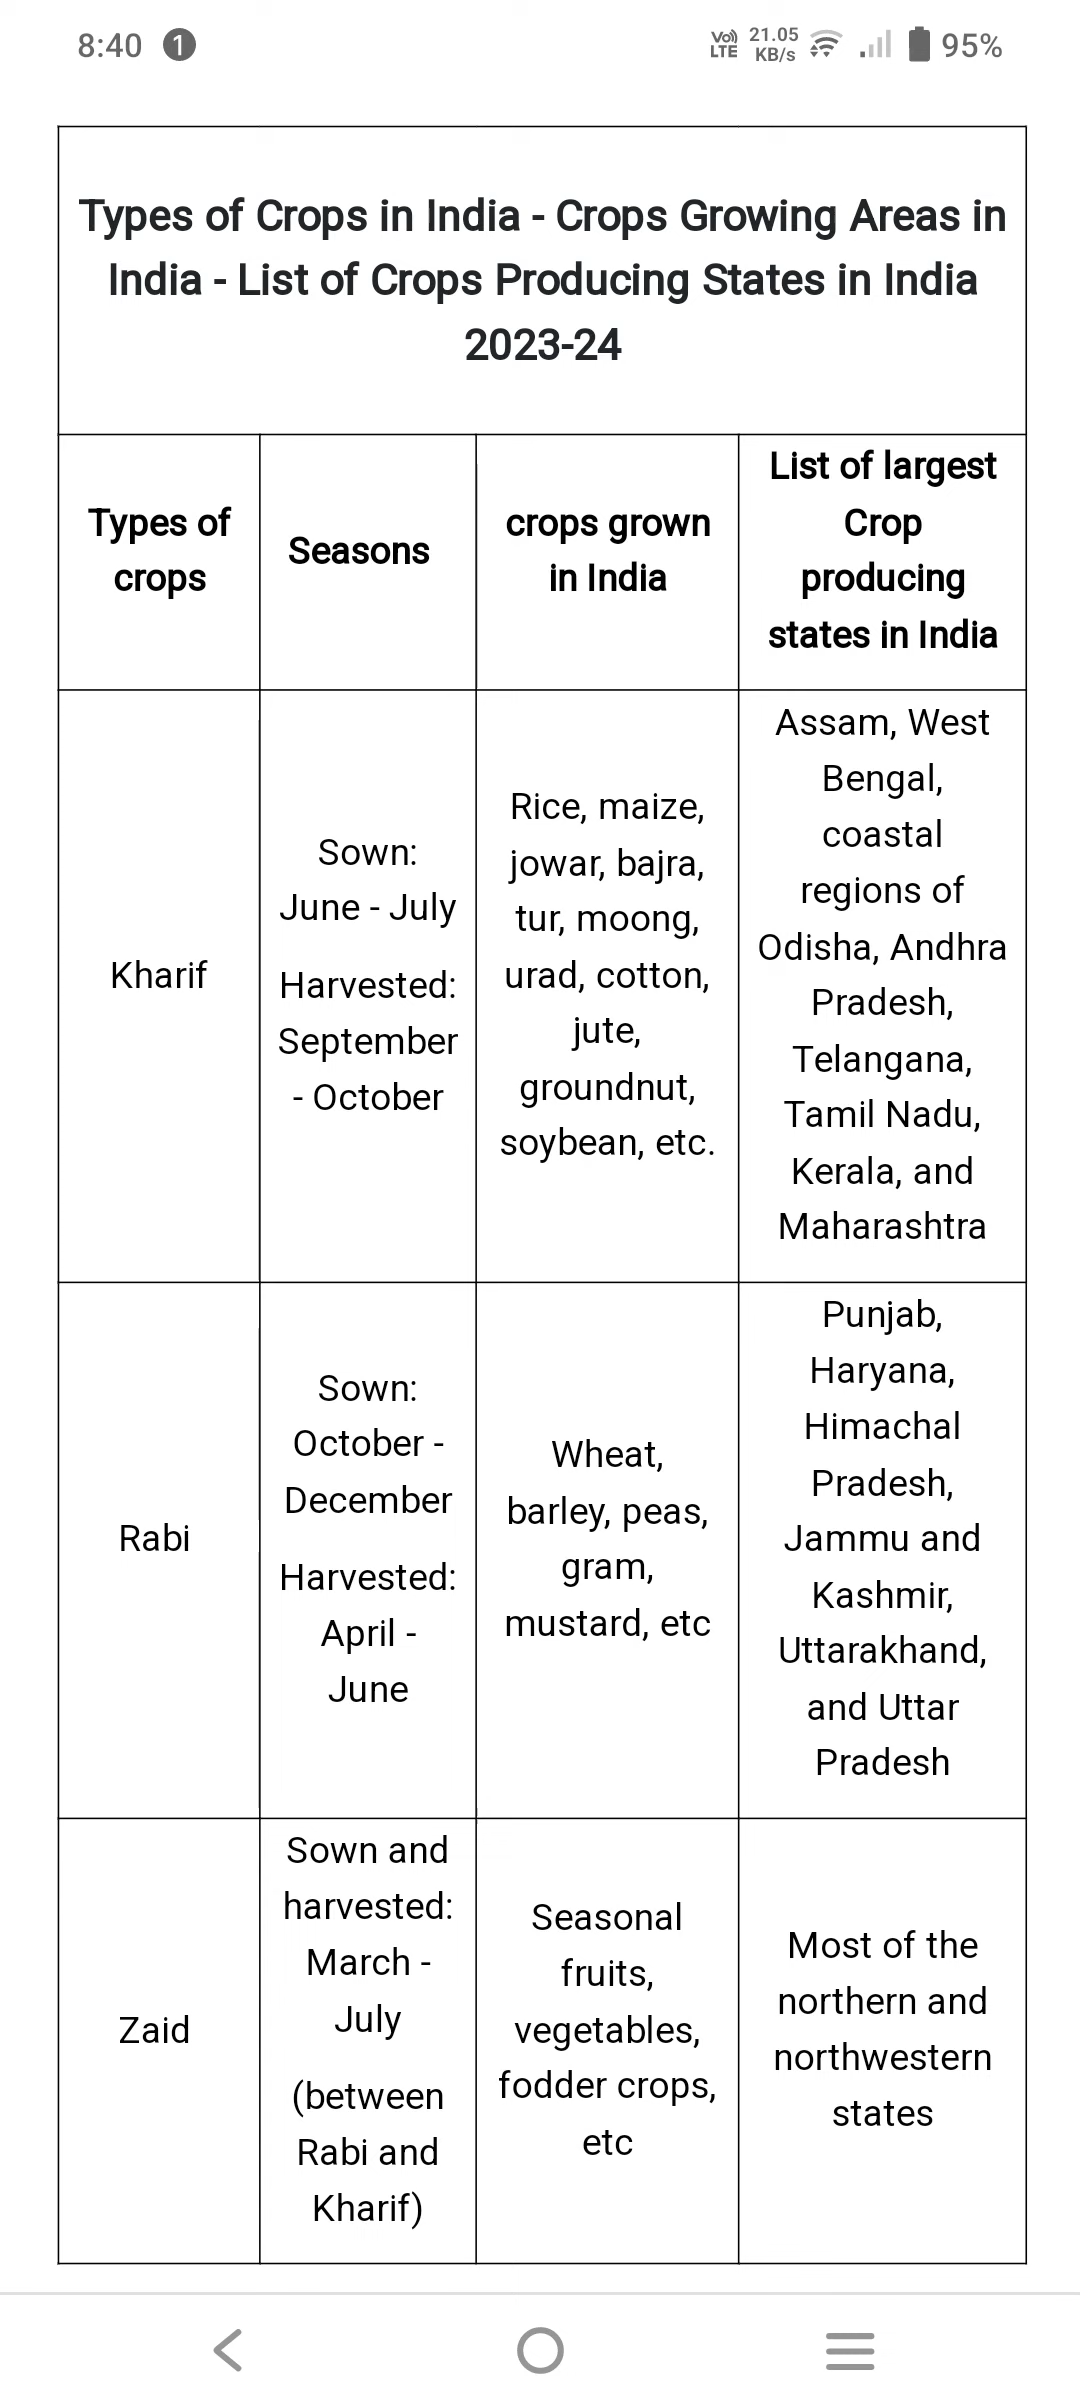 8:40 1 Vo) LTE 21.05 KB/s 95%
Types of Crops in India - Crops Growing Areas in
India - List of Crops Producing States in India
2023-24
Types of
crops
Seasons
crops grown
in India
List of largest
Crop
producing
states in India
Kharif
Sown:
June - July
Harvested:
September
- October
Rice, maize,
jowar, bajra,
tur, moong,
urad, cotton,
jute,
groundnut,
soybean, etc.
Assam, West
Bengal,
coastal
regions of
Odisha, Andhra
Pradesh,
Telangana,
Tamil Nadu,
Kerala, and
Maharashtra
Rabi
Sown:
October -
December
Harvested:
April -
June
Wheat,
barley, peas,
gram,
mustard, etc
Punjab,
Haryana,
Himachal
Pradesh,
Jammu and
Kashmir,
Uttarakhand,
and Uttar
Pradesh
Zaid
Sown and
harvested:
March -
July
(between
Rabi and
Kharif)
Seasonal
fruits,
vegetables,
fodder crops,
etc
Most of the
northern and
northwestern
states